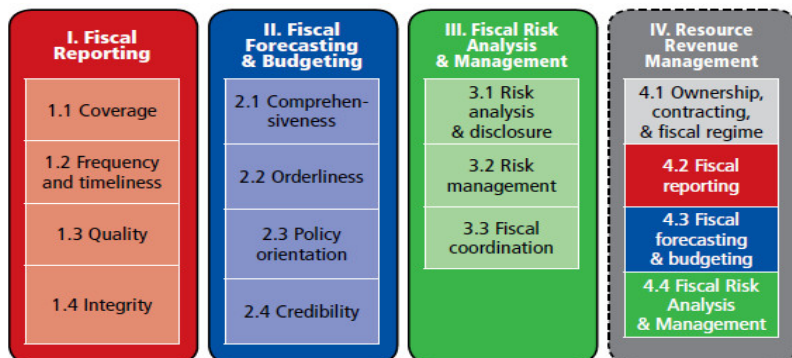 I. Fiscal
Reporting
1.1 Coverage
1.2 Frequency
and timeliness
1.3 Quality
1.4 Integrity
II. Fiscal
Forecasting
& Budgeting
2.1 Comprehen-
siveness
2.2 Orderliness
2.3 Policy
orientation
2.4 Credibility
III. Fiscal Risk
Analysis
& Management
3.1 Risk
analysis
& disclosure
3.2 Risk
management
3.3 Fiscal
coordination
IV. Resource
Revenue
Management
4.1 Ownership,
contracting,
& fiscal regime
4.2 Fiscal
reporting
4.3 Fiscal
forecasting
& budgeting
4.4 Fiscal Risk
Analysis
& Management